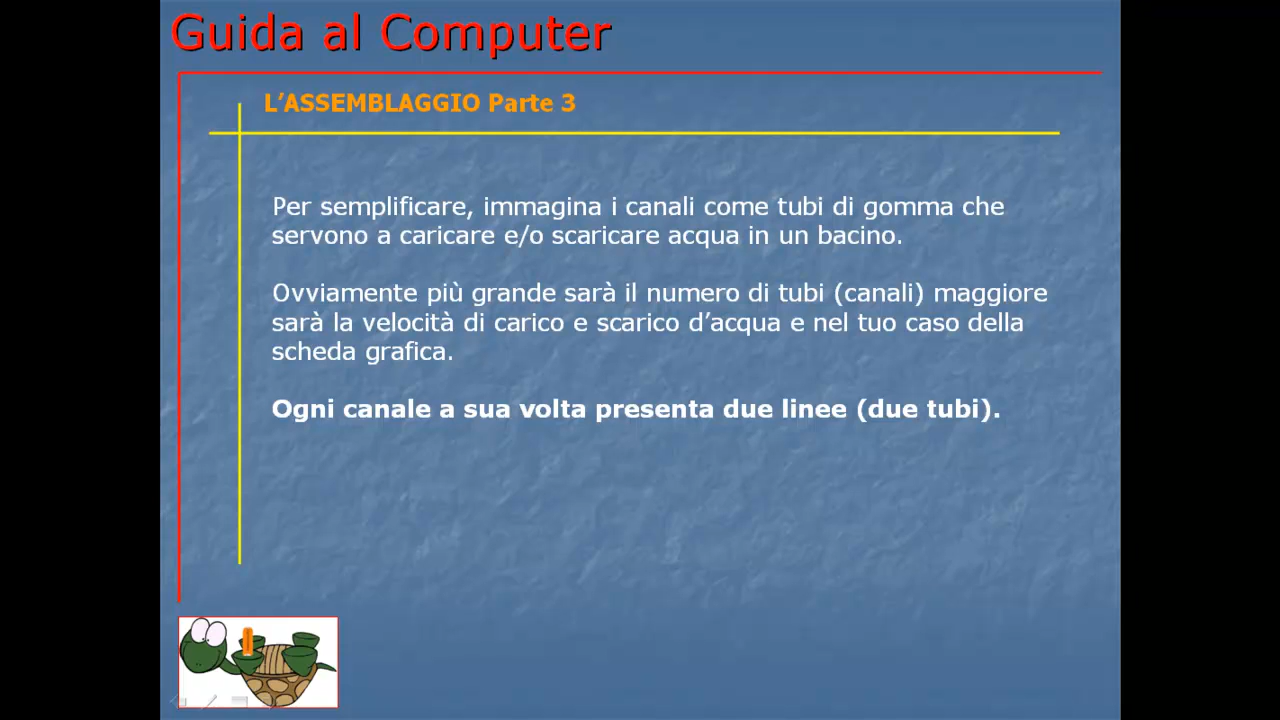 Guida al Computer
L’ASSEMBLAGGIO Parte 3
Per semplificare, immagina i canali come tubi di gomma che
servono a caricare e/o scaricare acqua in un bacino.
Ovviamente più grande sarà il numero di tubi (canali) maggiore
sarà la velocità di carico e scarico d’acqua e nel tuo caso della
scheda grafica.
Ogni canale a sua volta presenta due linee (due tubi).